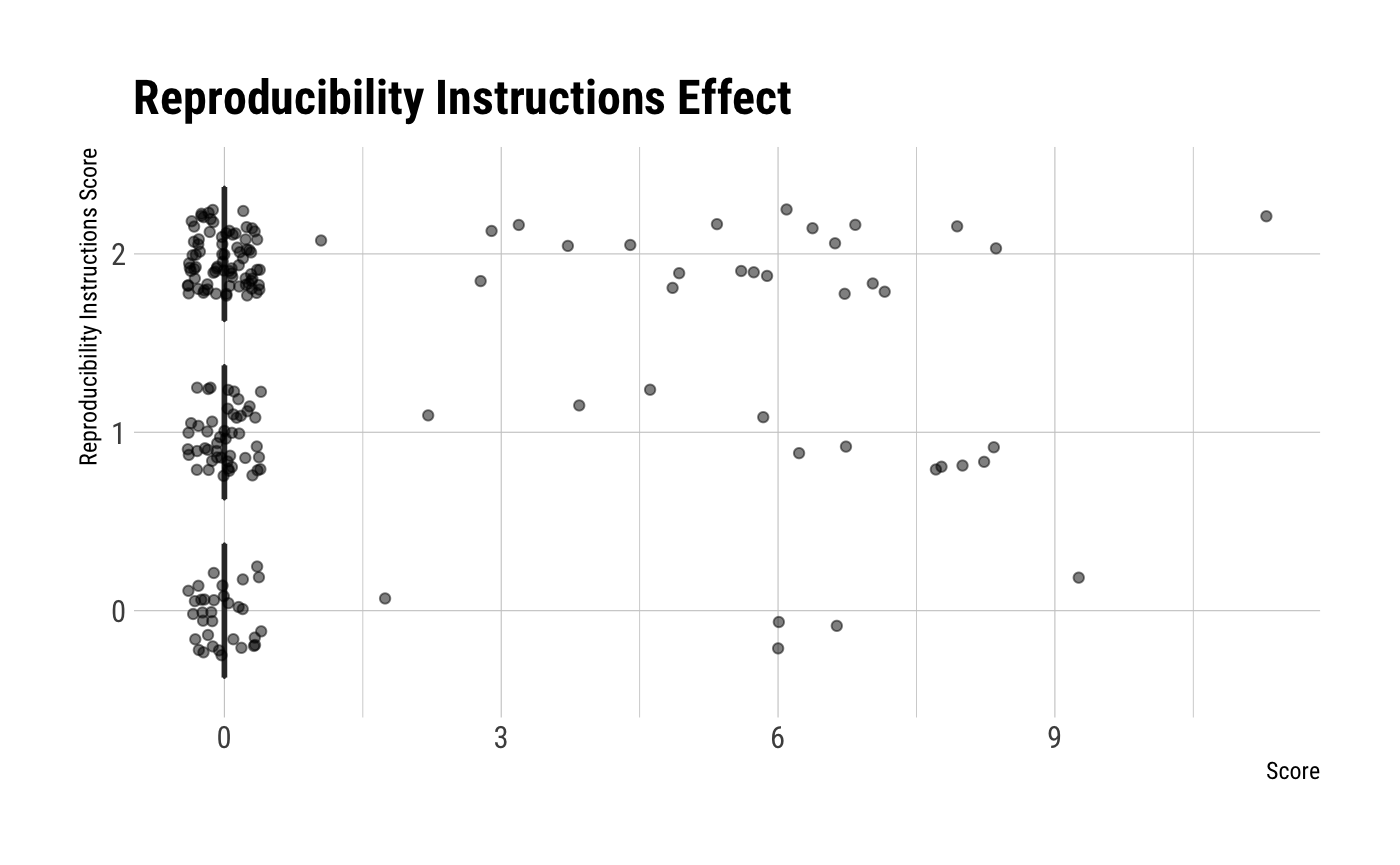 Reproducibility Instructions Effect
Reproducibility Instructions Score
2
1
0
0 3 6 9
Score